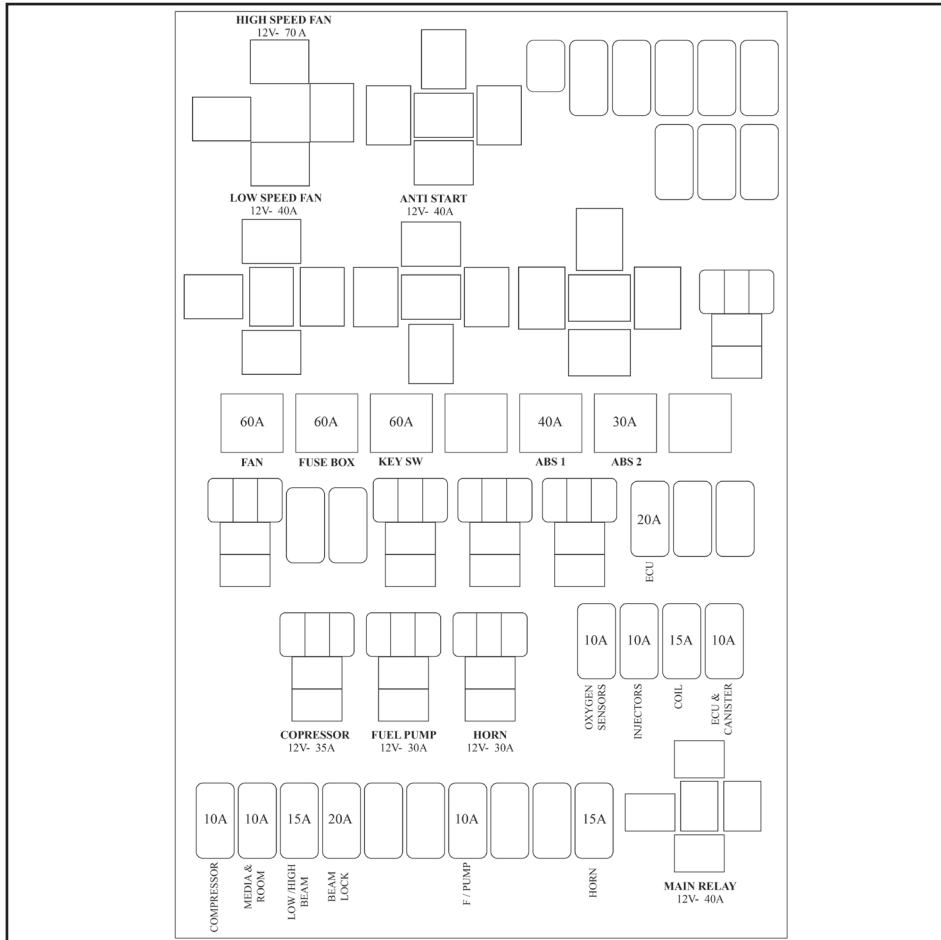 HIGH SPEED FAN
12V- 70 A
LOW SPEED FAN
12V- 40A
ANTI START
12V- 40A
60A
60A
60A
40A
30A
FAN
FUSE BOX
KEY SW
ABS 1
ABS 2
20A
ECU
10A
10A
15A
10A
OXYGEN
SENSORS
INJECTORS
COIL
ECU &
CANISTER
COPRESSOR
12V- 35A
FUEL PUMP
12V- 30A
HORN
12V- 30A
10A
10A
15A
20A
10A
15A
COMPRESSOR
MEDIA &
ROOM
LOW /HIGH
BEAM
BEAM
LOCK
F / PUMP
HORN
MAIN RELAY
12V- 40A